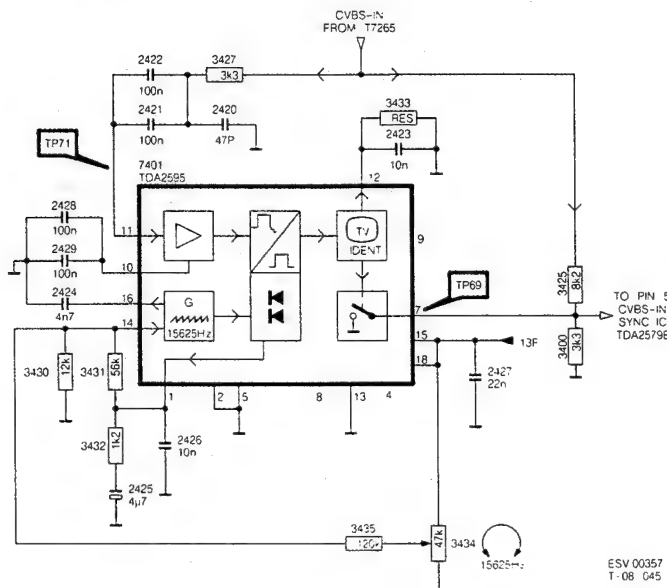 CVBS-IN
FROM T7265
2422
100n
3427
3k3
2421
100n
2420
47P
3433
RES
2423
10n
TP71
7401
TDA2595
12
2428
100n
2429
100n
2424
4n7
11
10
16
14
TV
IDENT
G
15625Hz
9
TP69
7
15
18
13F
3425
8k2
3400
3k3
TO PIN 5
CVBS-IN
SYNC IC
TDA2579B
2427
22n
3430
12k
3431
56k
3432
1k2
2425
4µ7
1
2
5
8
13
4
2426
10n
3435
120k
47k
3434
15625Hz
ESV 00357
T-08 045